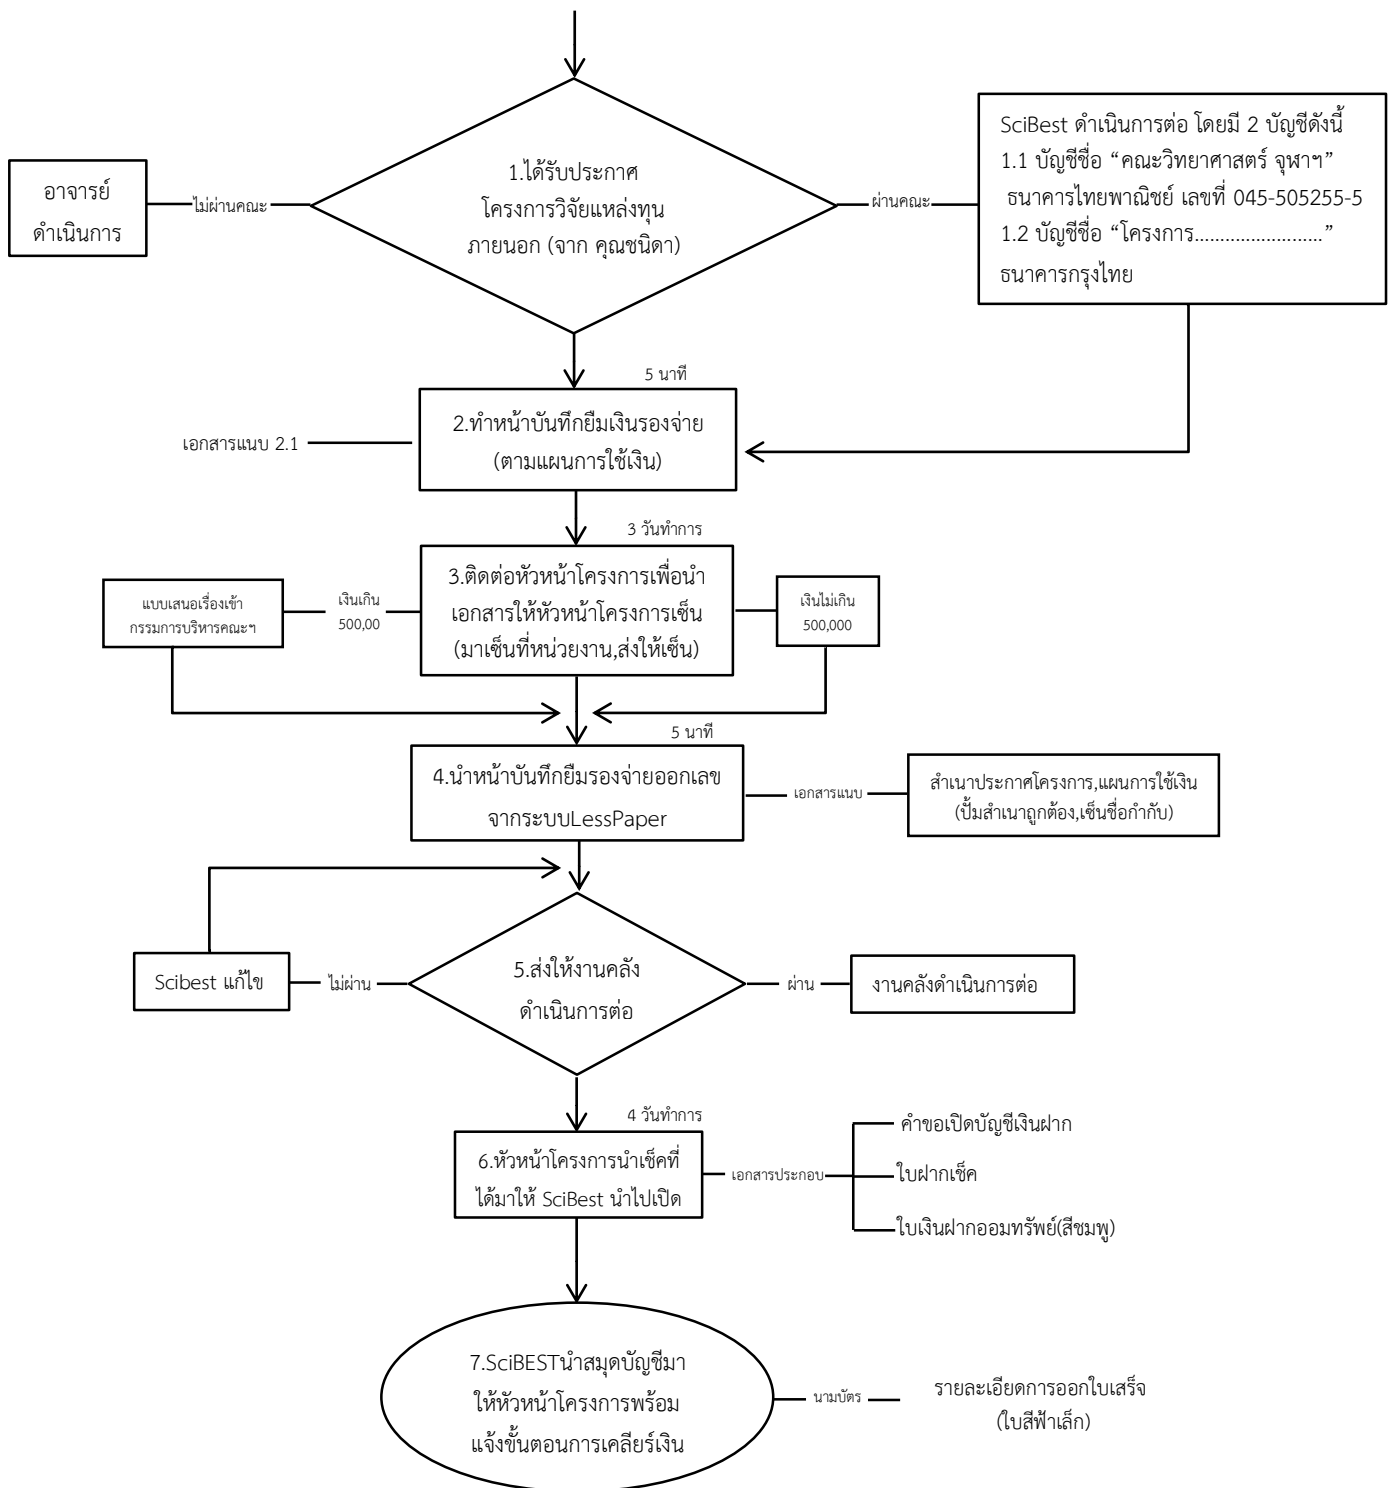 1.ได้รับประกาศ
โครงการวิจัยแหล่งทุน
ภายนอก (จาก คุณชนิดา)
ไม่ผ่านคณะ
อาจารย์
ดำเนินการ
ผ่านคณะ
SciBest ดำเนินการต่อ โดยมี 2 บัญชีดังนี้
1.1 บัญชีชื่อ “คณะวิทยาศาสตร์ จุฬาฯ”
ธนาคารไทยพาณิชย์ เลขที่ 045-505255-5
1.2 บัญชีชื่อ “โครงการ.........................”
ธนาคารกรุงไทย
5 นาที
2.ทำหน้าบันทึกยืมเงินรองจ่าย
(ตามแผนการใช้เงิน)
เอกสารแนบ 2.1
3 วันทำการ
3.ติดต่อหัวหน้าโครงการเพื่อนำ
เอกสารให้หัวหน้าโครงการเซ็น
(มาเซ็นที่หน่วยงาน,ส่งให้เซ็น)
เงินเกิน
500,00
แบบเสนอเรื่องเข้า
กรรมการบริหารคณะฯ
เงินไม่เกิน
500,000
5 นาที
4.นำหน้าบันทึกยืมรองจ่ายออกเลข
จากระบบLessPaper
เอกสารแนบ
สำเนาประกาศโครงการ,แผนการใช้เงิน
(ปั้มสำเนาถูกต้อง,เซ็นชื่อกำกับ)
5.ส่งให้งานคลัง
ดำเนินการต่อ
ไม่ผ่าน
Scibest แก้ไข
ผ่าน
งานคลังดำเนินการต่อ
4 วันทำการ
6.หัวหน้าโครงการนำเช็คที่
ได้มาให้ SciBest นำไปเปิด
เอกสารประกอบ
คำขอเปิดบัญชีเงินฝาก
ใบฝากเช็ค
ใบเงินฝากออมทรัพย์(สีชมพู)
7.SciBESTนำสมุดบัญชีมา
ให้หัวหน้าโครงการพร้อม
แจ้งขั้นตอนการเคลียร์เงิน
นามบัตร
รายละเอียดการออกใบเสร็จ
(ใบสีฟ้าเล็ก)